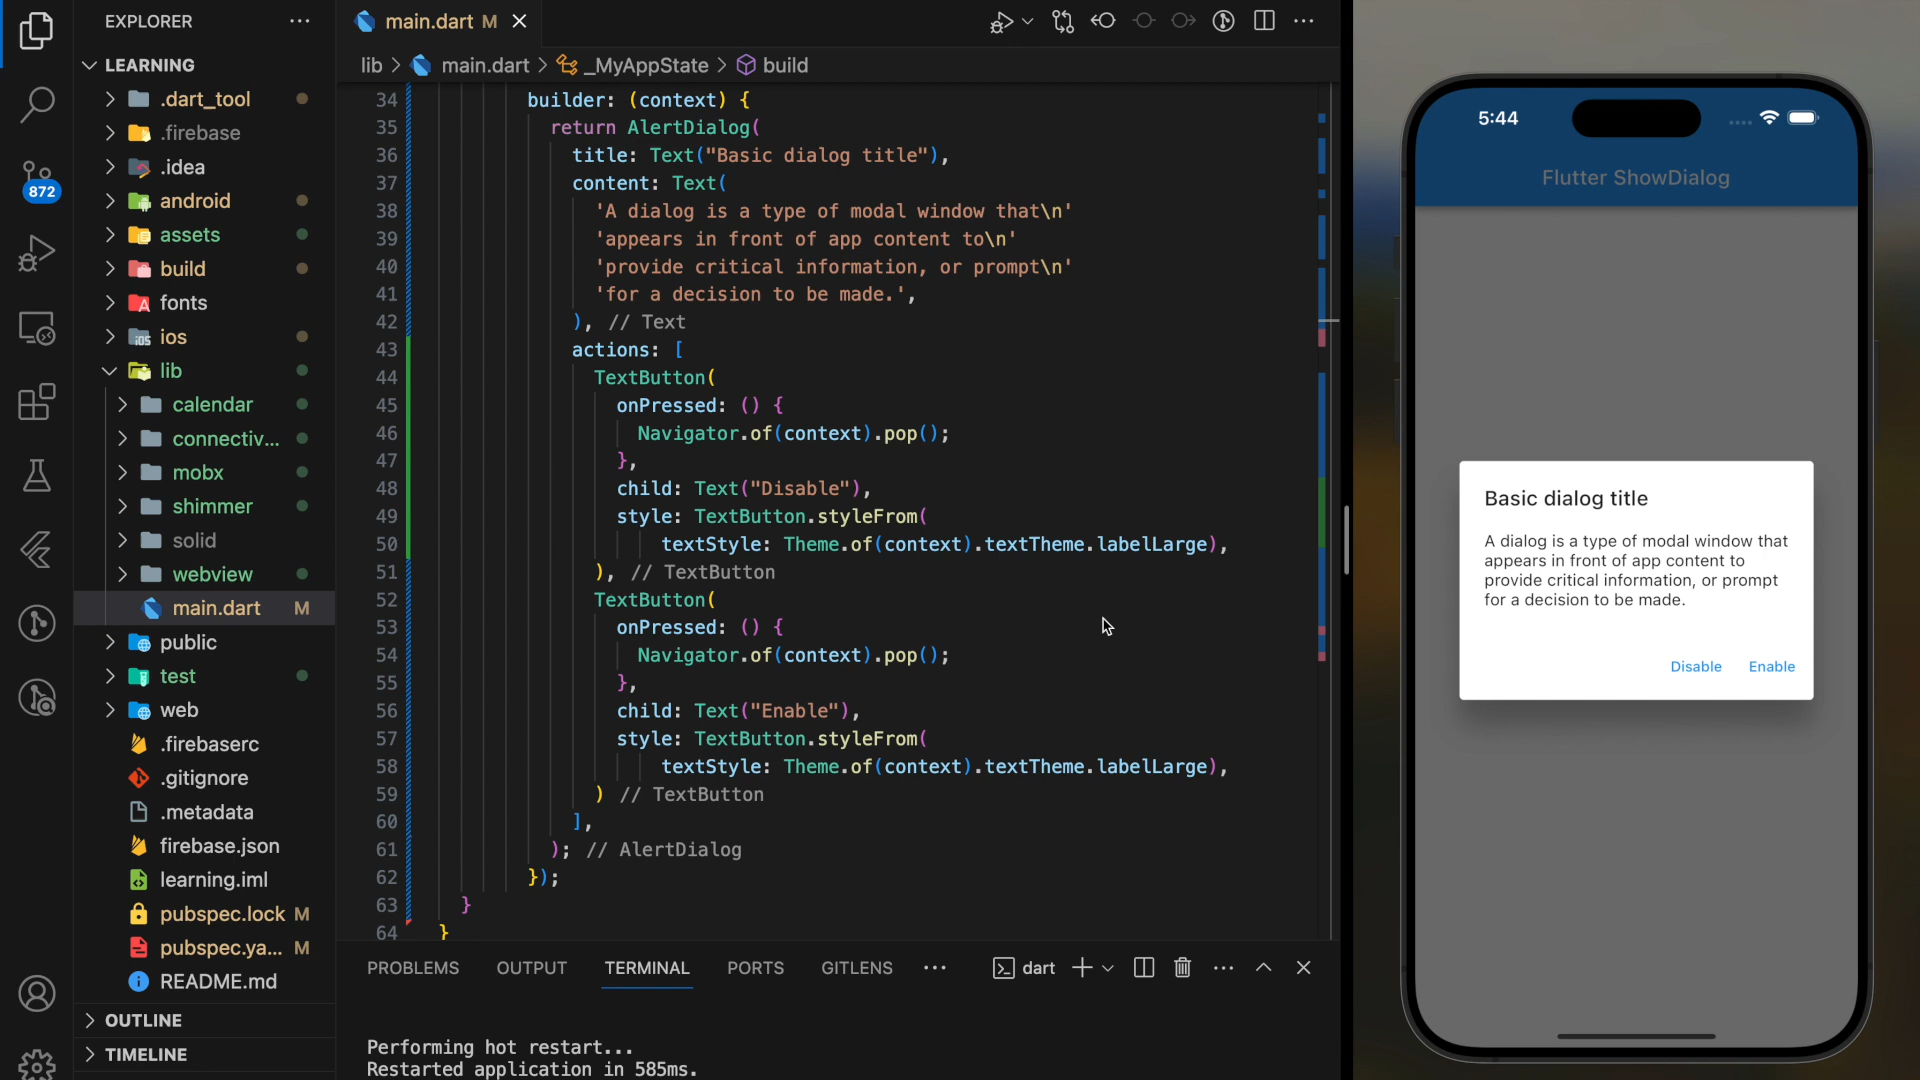 EXPLORER
LEARNING
.dart_tool
.firebase
.idea
android
assets
build
fonts
ios
lib
calendar
connectiv...
mobx
shimmer
solid
webview
main.dart M
public
test
web
.firebaserc
.gitignore
.metadata
firebase.json
learning.iml
pubspec.lock M
pubspec.ya... M
README.md
OUTLINE
TIMELINE
872
main.dart M
lib > main.dart > _MyAppState > build
34 builder: (context) {
35 return AlertDialog(
36 title: Text("Basic dialog title"),
37 content: Text(
38 'A dialog is a type of modal window that\n'
39 'appears in front of app content to\n'
40 'provide critical information, or prompt\n'
41 'for a decision to be made.',
42 ), // Text
43 actions: [
44 TextButton(
45 onPressed: () {
46 Navigator.of(context).pop();
47 },
48 child: Text("Disable"),
49 style: TextButton.styleFrom(
50 textStyle: Theme.of(context).textTheme.labelLarge),
51 ), // TextButton
52 TextButton(
53 onPressed: () {
54 Navigator.of(context).pop();
55 },
56 child: Text("Enable"),
57 style: TextButton.styleFrom(
58 textStyle: Theme.of(context).textTheme.labelLarge),
59 ) // TextButton
60 ],
61 ); // AlertDialog
62 });
63 }
64 }
PROBLEMS OUTPUT TERMINAL PORTS GITLENS ... dart
Performing hot restart...
Restarted application in 585ms.
5:44
Flutter ShowDialog
Basic dialog title
A dialog is a type of modal window that
appears in front of app content to
provide critical information, or prompt
for a decision to be made.
Disable Enable